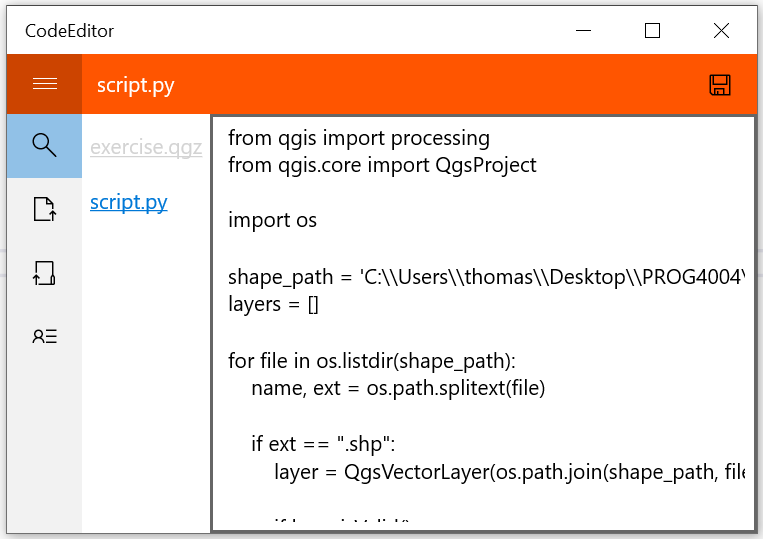 CodeEditor
script.py
exercise.qgz
script.py
from qgis import processing
from qgis.core import QgsProject
import os
shape_path = 'C:\\Users\\thomas\\Desktop\\PROG4004\
layers = []
for file in os.listdir(shape_path):
    name, ext = os.path.splitext(file)
    if ext == ".shp":
        layer = QgsVectorLayer(os.path.join(shape_path, file